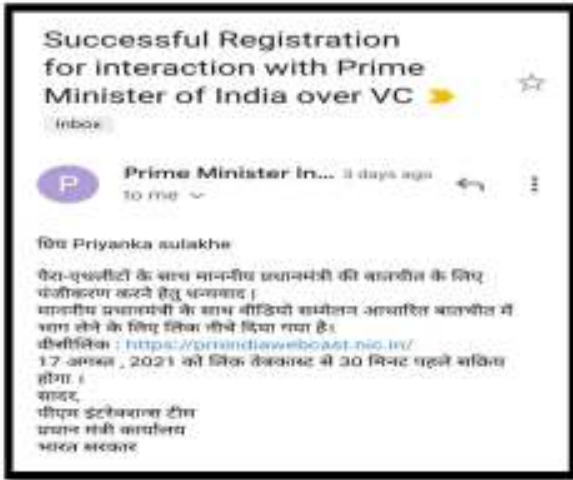 Successful Registration
for interaction with Prime
Minister of India over VC
Inbox
P
Prime Minister In... 3 days ago
to me
प्रिय Priyanka sulakhe
पैरा-एथलीटों के साथ माननीय प्रधानमंत्री की बातचीत के लिए
पंजीकरण करने हेतु धन्यवाद |
माननीय प्रधानमंत्री के साथ वीडियो सम्मेलन आधारित बातचीत में
भाग लेने के लिए लिंक नीचे दिया गया है।
वीसीलिंक : https://pmindiawebcast.nic.in/
17 अगस्त , 2021 को लिंक वेबकास्ट से 30 मिनट पहले सक्रिय
होगा ।
सादर,
पीएम इंटरेक्शन्स टीम
प्रधान मंत्री कार्यालय
भारत सरकार